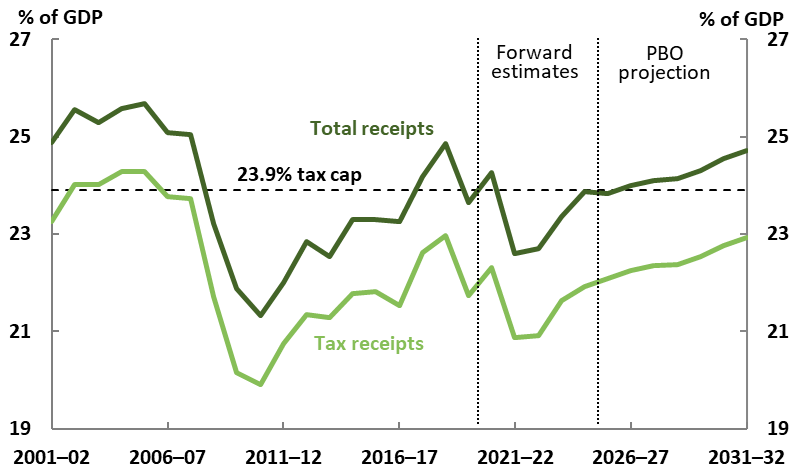 % of GDP
% of GDP
27
27
Forward
estimates
PBO
projection
25
25
Total receipts
23.9% tax cap
23
23
21
21
Tax receipts
19
19
2001–02
2006–07
2011–12
2016–17
2021–22
2026–27
2031–32